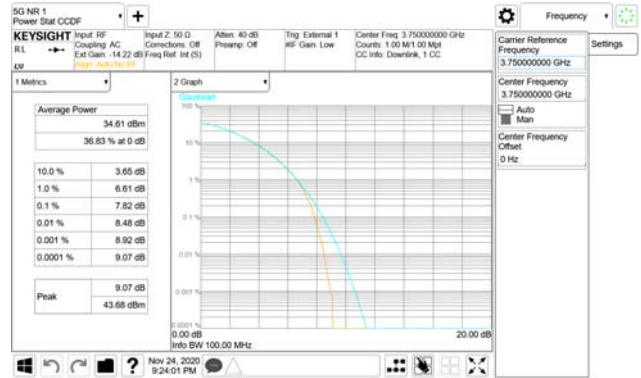 5G NR 1
Power Stat CCDF
Frequency
KEYSIGHT
RL
Input: RF
Coupling: AC
Ext Gain: -14.22 dB
Align: Auto/No RF
Input Z: 50 Ω
Corrections: Off
Freq Ref: Int (S)
Atten: 40 dB
Preamp: Off
Trig: External 1
#IF Gain: Low
Center Freq: 3.750000000 GHz
Counts: 1.00 M/1.00 Mpt
CC Info: Downlink, 1 CC
Carrier Reference
Frequency
3.750000000 GHz
Settings
Center Frequency
3.750000000 GHz
Auto
Man
Center Frequency
Offset
0 Hz
1 Metrics
Average Power
34.61 dBm
36.83 % at 0 dB
10.0 % 3.65 dB
1.0 % 6.61 dB
0.1 % 7.82 dB
0.01 % 8.48 dB
0.001 % 8.92 dB
0.0001 % 9.07 dB
Peak
9.07 dB
43.68 dBm
2 Graph
Gaussian
100 %
10 %
1 %
0.1 %
0.01 %
0.001 %
0.0001 %
0.00 dB
20.00 dB
Info BW 100.00 MHz
Nov 24, 2020
9:24:01 PM